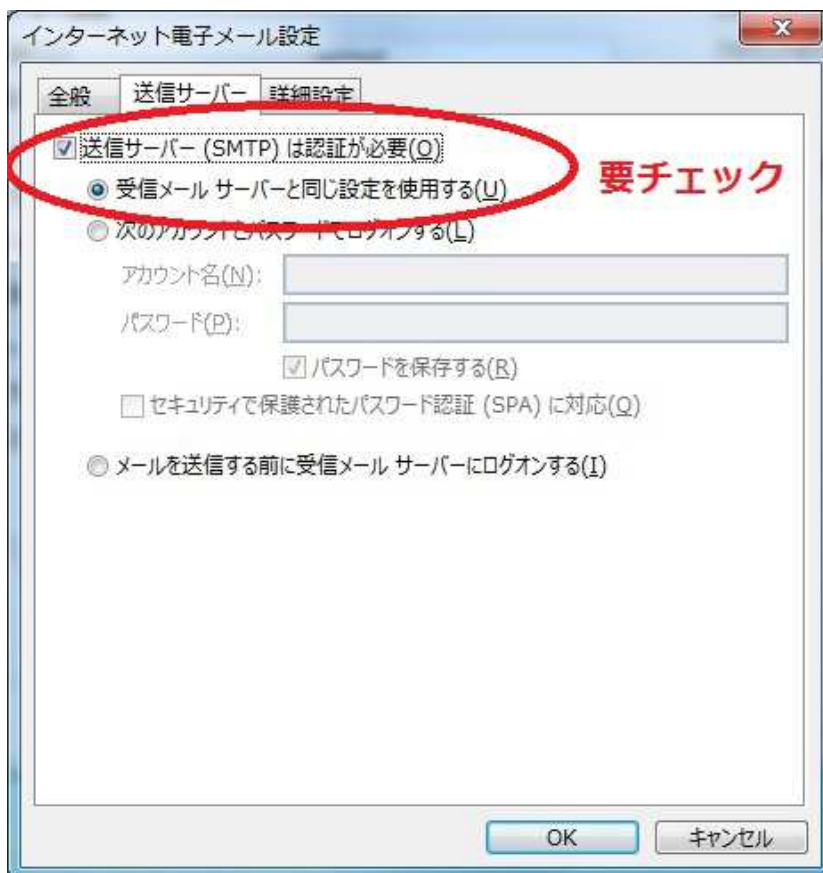 インターネット電子メール設定
全般 送信サーバー 詳細設定
送信サーバー (SMTP) は認証が必要(O)
要チェック
受信メール サーバーと同じ設定を使用する(U)
次のアカウントとパスワードでログオンする(L)
アカウント名(N):
パスワード(P):
パスワードを保存する(R)
セキュリティで保護されたパスワード認証 (SPA) に対応(Q)
メールを送信する前に受信メール サーバーにログオンする(I)
OK キャンセル